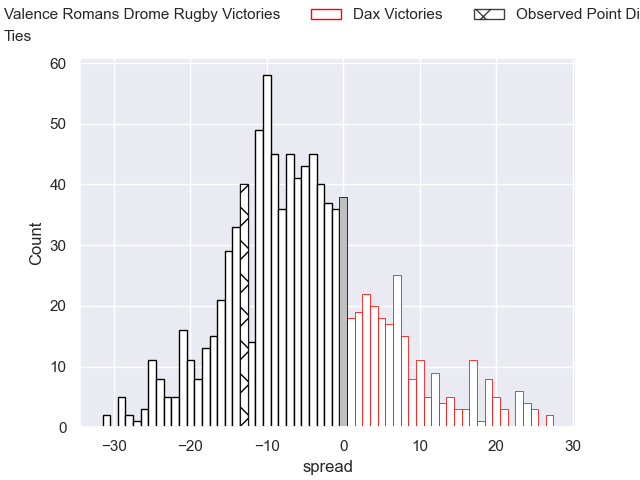 Valence Romans Drome Rugby Victories Dax Victories Observed Point Di
Ties
60
50
40
30
20
10
0
Count
−30 −20 −10 0 10 20 30
spread